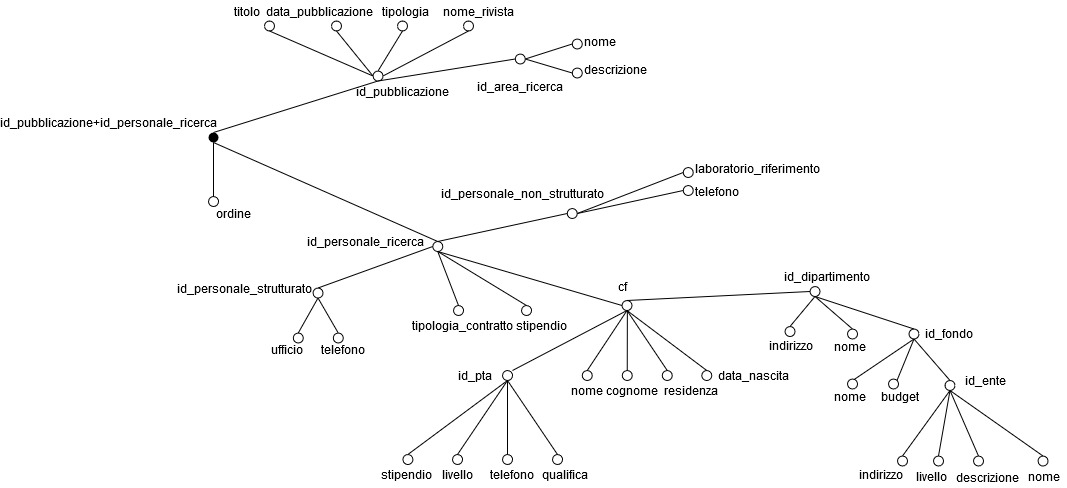 titolo data_pubblicazione tipologia nome_rivista
nome
descrizione
id_area_ricerca
id_pubblicazione
id_pubblicazione+id_personale_ricerca
laboratorio_riferimento
telefono
id_personale_non_strutturato
ordine
id_personale_ricerca
id_dipartimento
id_personale_strutturato
cf
tipologia_contratto stipendio
id_fondo
indirizzo
nome
ufficio telefono
id_pta
data_nascita
id_ente
nome cognome residenza
nome budget
stipendio livello telefono qualifica
indirizzo livello descrizione nome